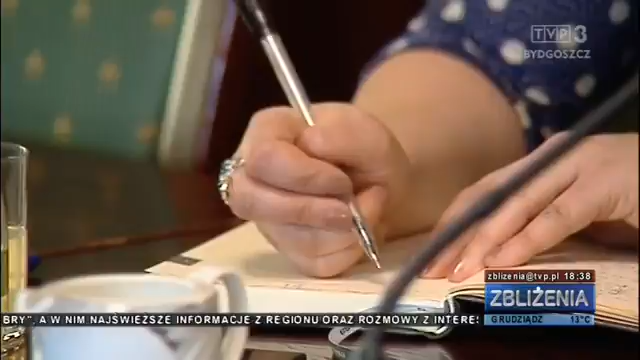 TVP3
BYDGOSZCZ
zblizenia@tvp.pl 18:38
ZBLIŻENIA
GRUDZIĄDZ 13°C
BRY", A W NIM NAJŚWIEŻSZE INFORMACJE Z REGIONU ORAZ ROZMOWY Z INTERE